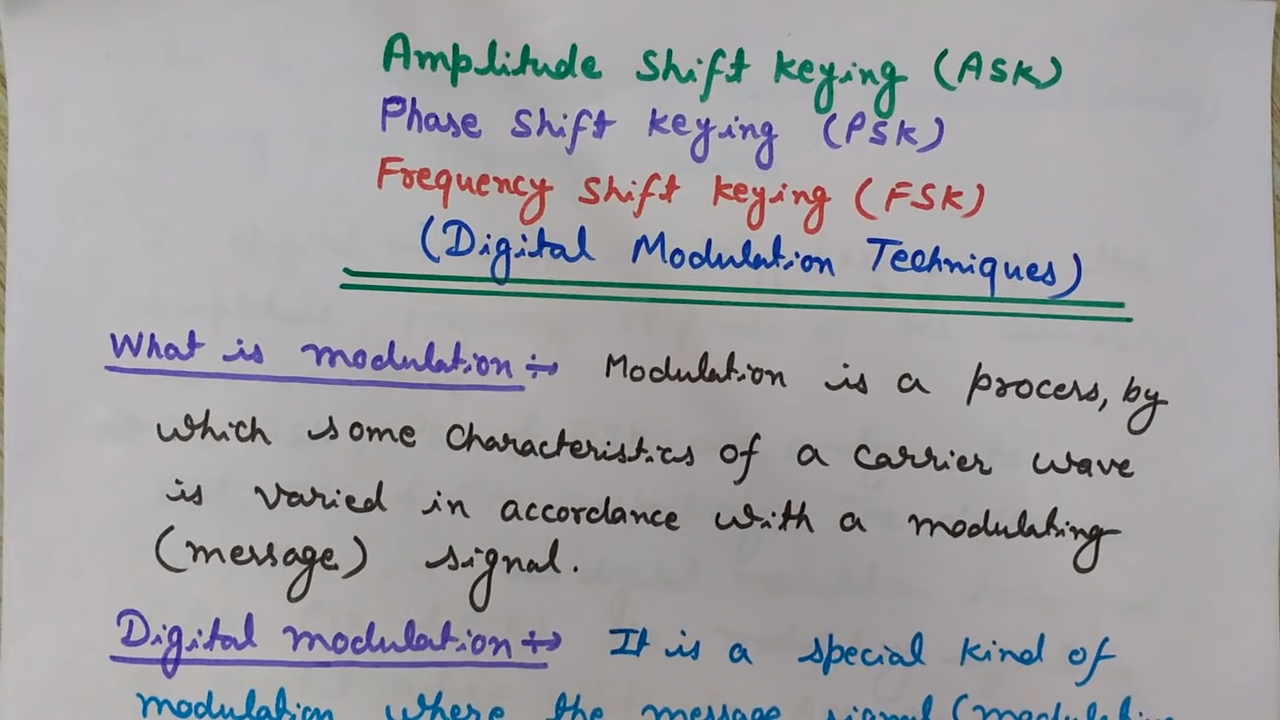 Amplitude Shift Keying (ASK)
Phase Shift Keying (PSK)
Frequency Shift Keying (FSK)
(Digital Modulation Techniques)
What is modulation :→ Modulation is a process, by
which some characteristics of a carrier wave
is varied in accordance with a modulating
(message) signal.
Digital modulation :→ It is a special kind of
modulation where the message signal (modulating